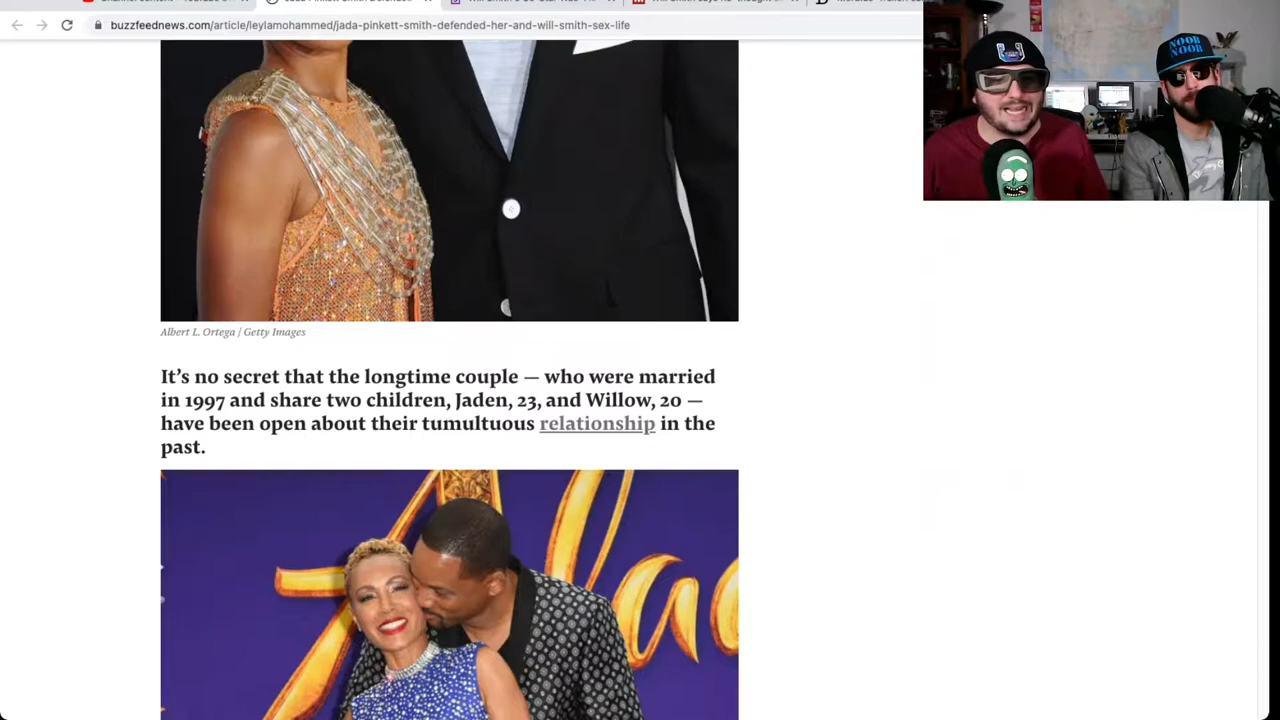 buzzfeednews.com/article/leylamohammed/jada-pinkett-smith-defended-her-and-will-smith-sex-life
NOOB
NOOB
Albert L. Ortega / Getty Images
It's no secret that the longtime couple — who were married
in 1997 and share two children, Jaden, 23, and Willow, 20 —
have been open about their tumultuous relationship in the
past.